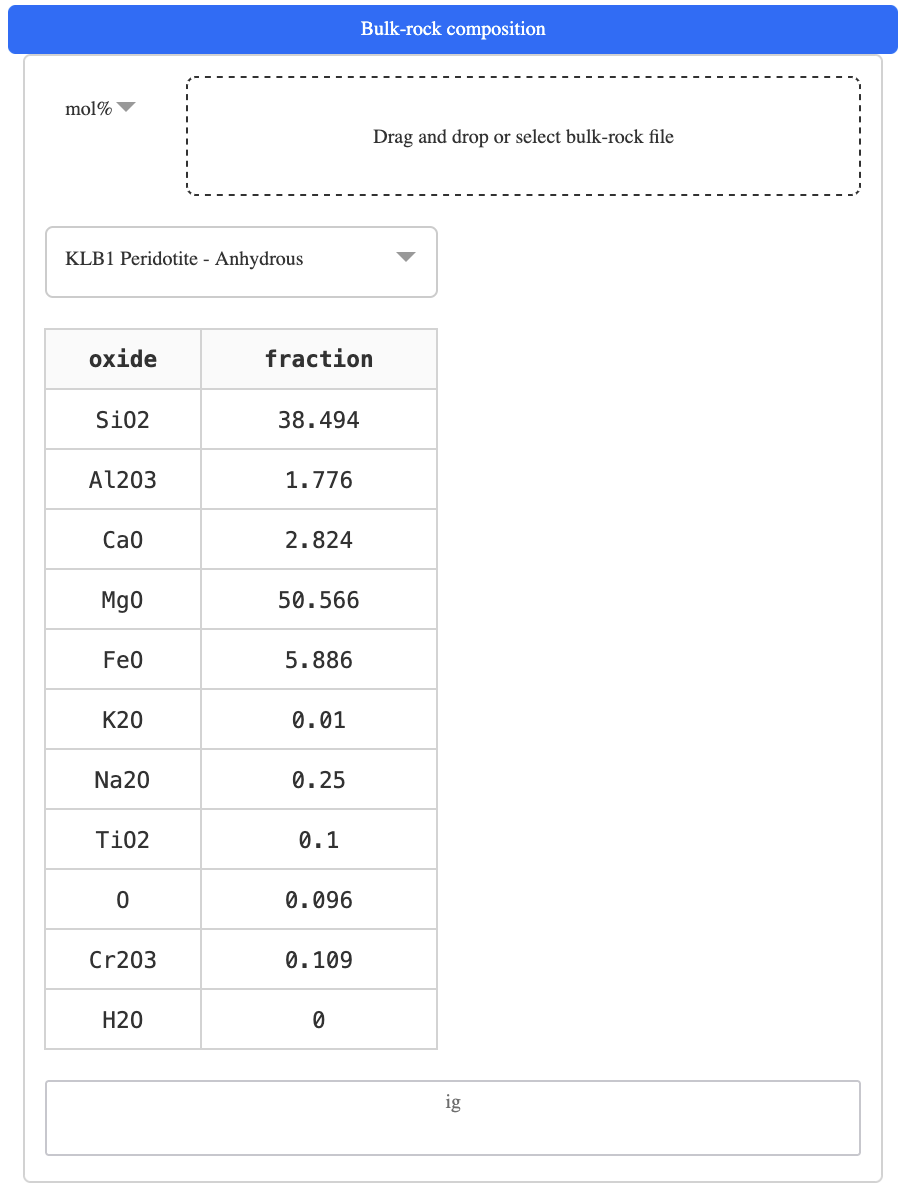 Bulk-rock composition
mol%
Drag and drop or select bulk-rock file
KLB1 Peridotite - Anhydrous
oxide fraction
SiO2 38.494
Al2O3 1.776
CaO 2.824
MgO 50.566
FeO 5.886
K2O 0.01
Na2O 0.25
TiO2 0.1
O 0.096
Cr2O3 0.109
H2O 0
ig